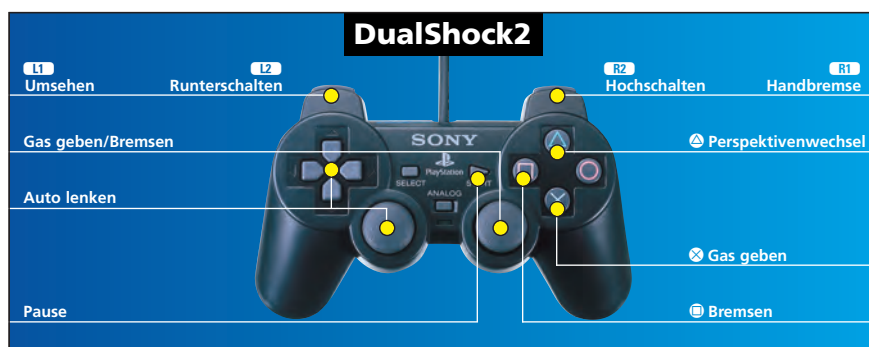 DualShock2
L1 L2 R2 R1
Umsehen Runterschalten Hochschalten Handbremse
Gas geben/Bremsen
SONY
Perspektivenwechsel
PlayStation
SELECT
ANALOG
Auto lenken
Gas geben
Pause
Bremsen